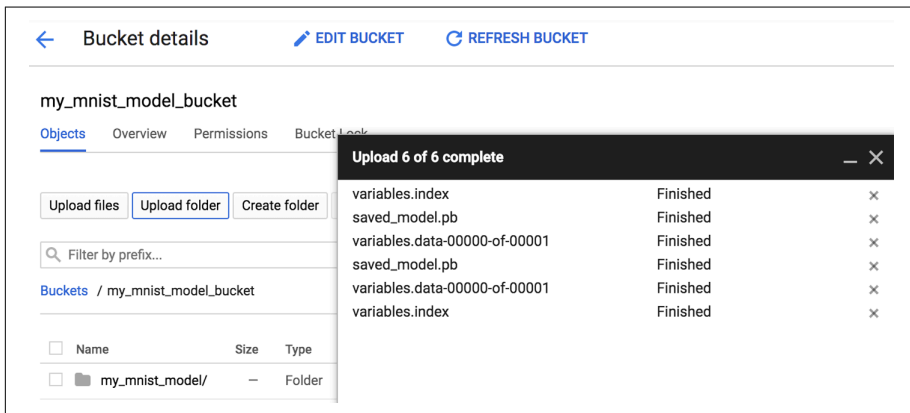 Bucket details EDIT BUCKET REFRESH BUCKET
my_mnist_model_bucket
Objects Overview Permissions Bucket Lock
Upload 6 of 6 complete
variables.index Finished
saved_model.pb Finished
variables.data-00000-of-00001 Finished
saved_model.pb Finished
variables.data-00000-of-00001 Finished
variables.index Finished
Upload files Upload folder Create folder
Filter by prefix...
Buckets / my_mnist_model_bucket
Name Size Type
my_mnist_model/ — Folder